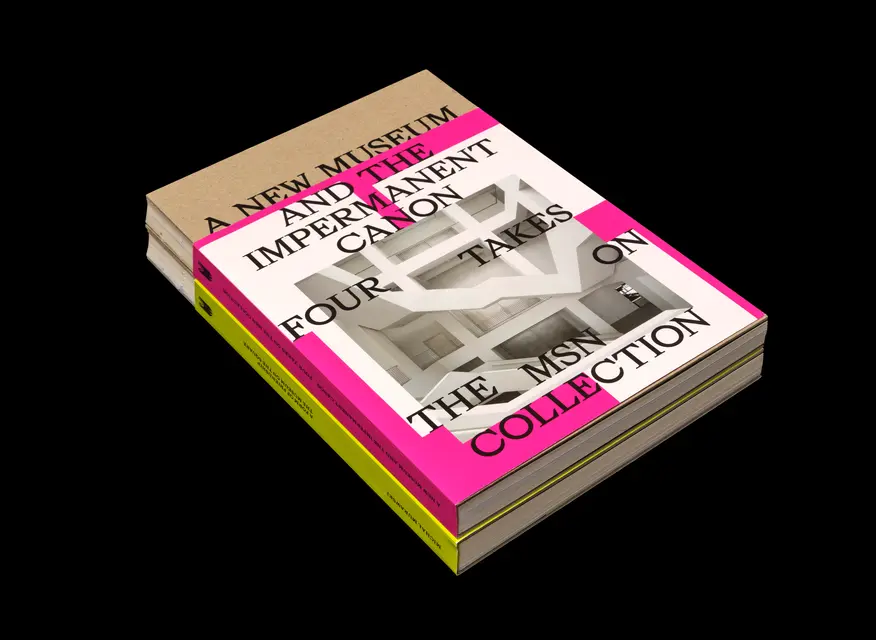 A NEW MUSEUM
AND THE
IMPERMANENT
CANON
FOUR TAKES
ON
THE MSN
COLLECTION